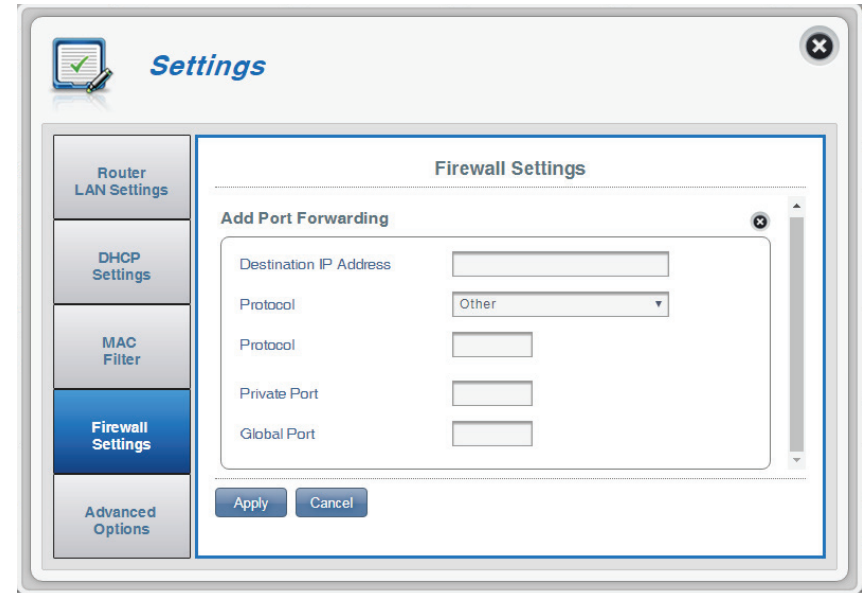 Settings
Router
LAN Settings
DHCP
Settings
MAC
Filter
Firewall
Settings
Advanced
Options
Firewall Settings
Add Port Forwarding
Destination IP Address
Protocol
Other
Protocol
Private Port
Global Port
Apply
Cancel